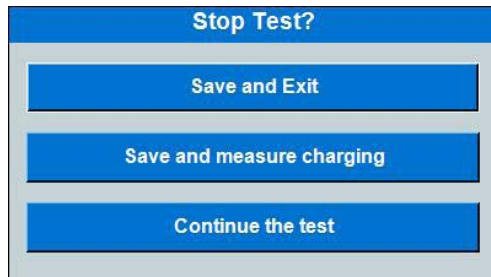 Stop Test?
Save and Exit
Save and measure charging
Continue the test